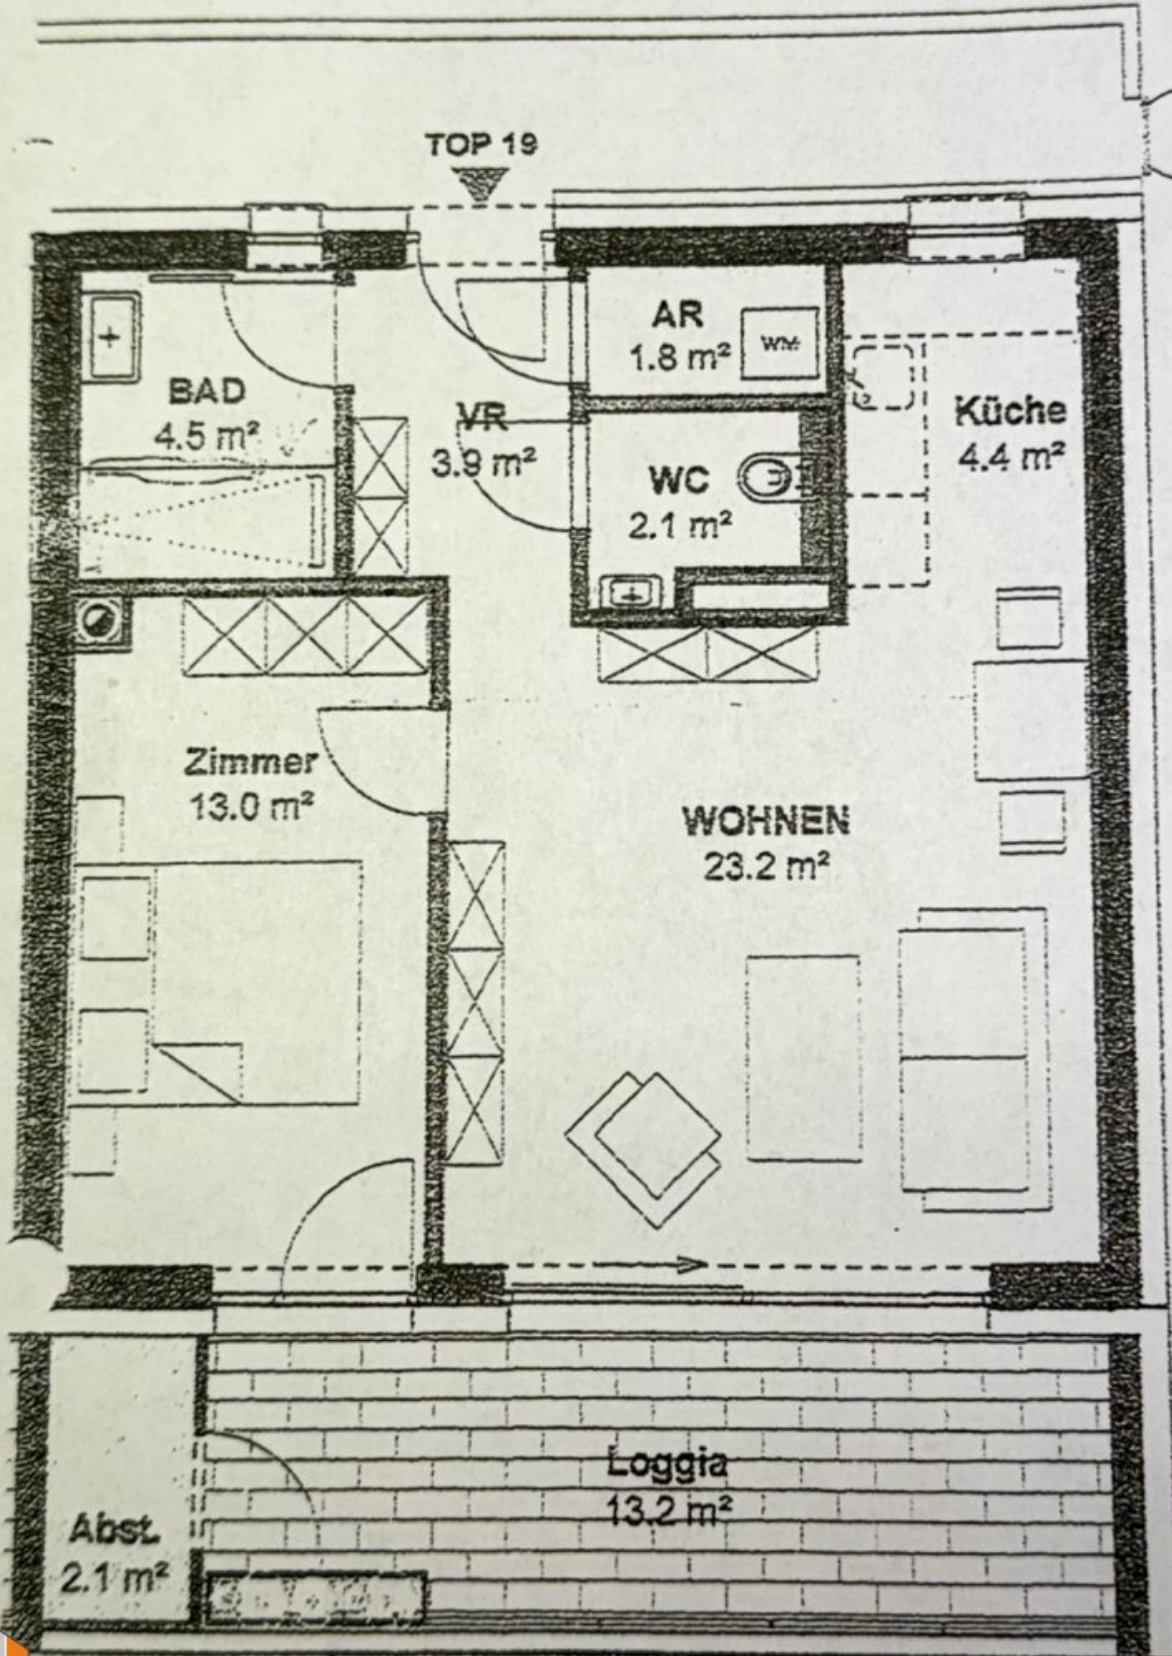 TOP 19
AR
1.8 m²
WM
BAD
4.5 m²
VR
3.9 m²
Küche
4.4 m²
WC
2.1 m²
Zimmer
13.0 m²
WOHNEN
23.2 m²
Loggia
13.2 m²
Abst.
2.1 m²